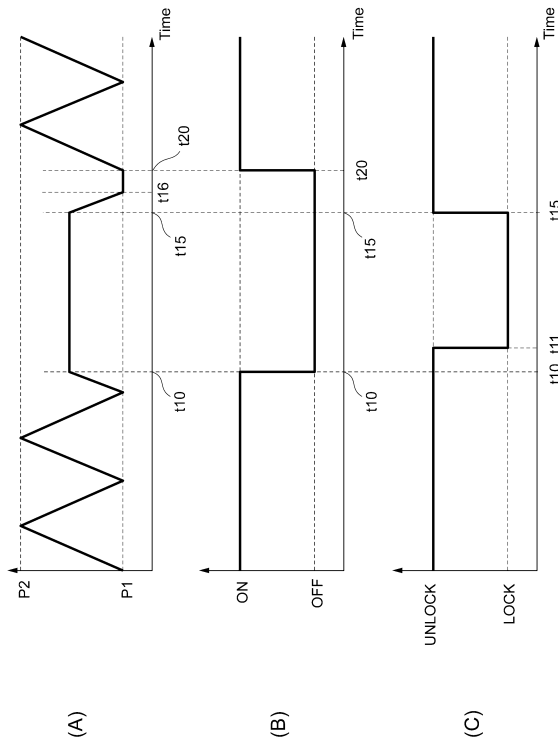 (A)
P2
P1
t10
t15
t16
t20
Time
(B)
ON
OFF
t10
t15
t20
Time
(C)
UNLOCK
LOCK
t10
t11
t15
Time